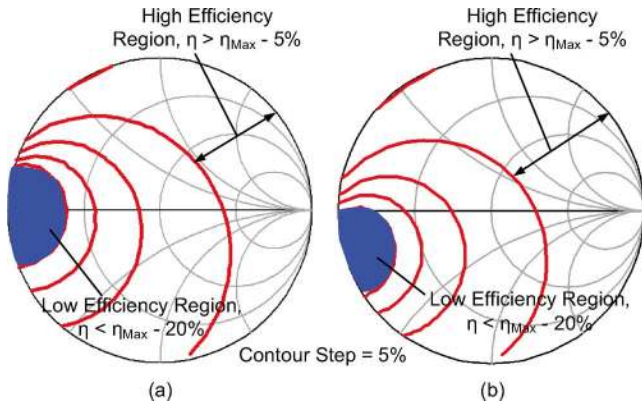 High Efficiency
Region, η > ηMax - 5%
High Efficiency
Region, η > ηMax - 5%
Low Efficiency Region,
η < ηMax - 20%
Low Efficiency Region,
η < ηMax - 20%
Contour Step = 5%
(a)
(b)